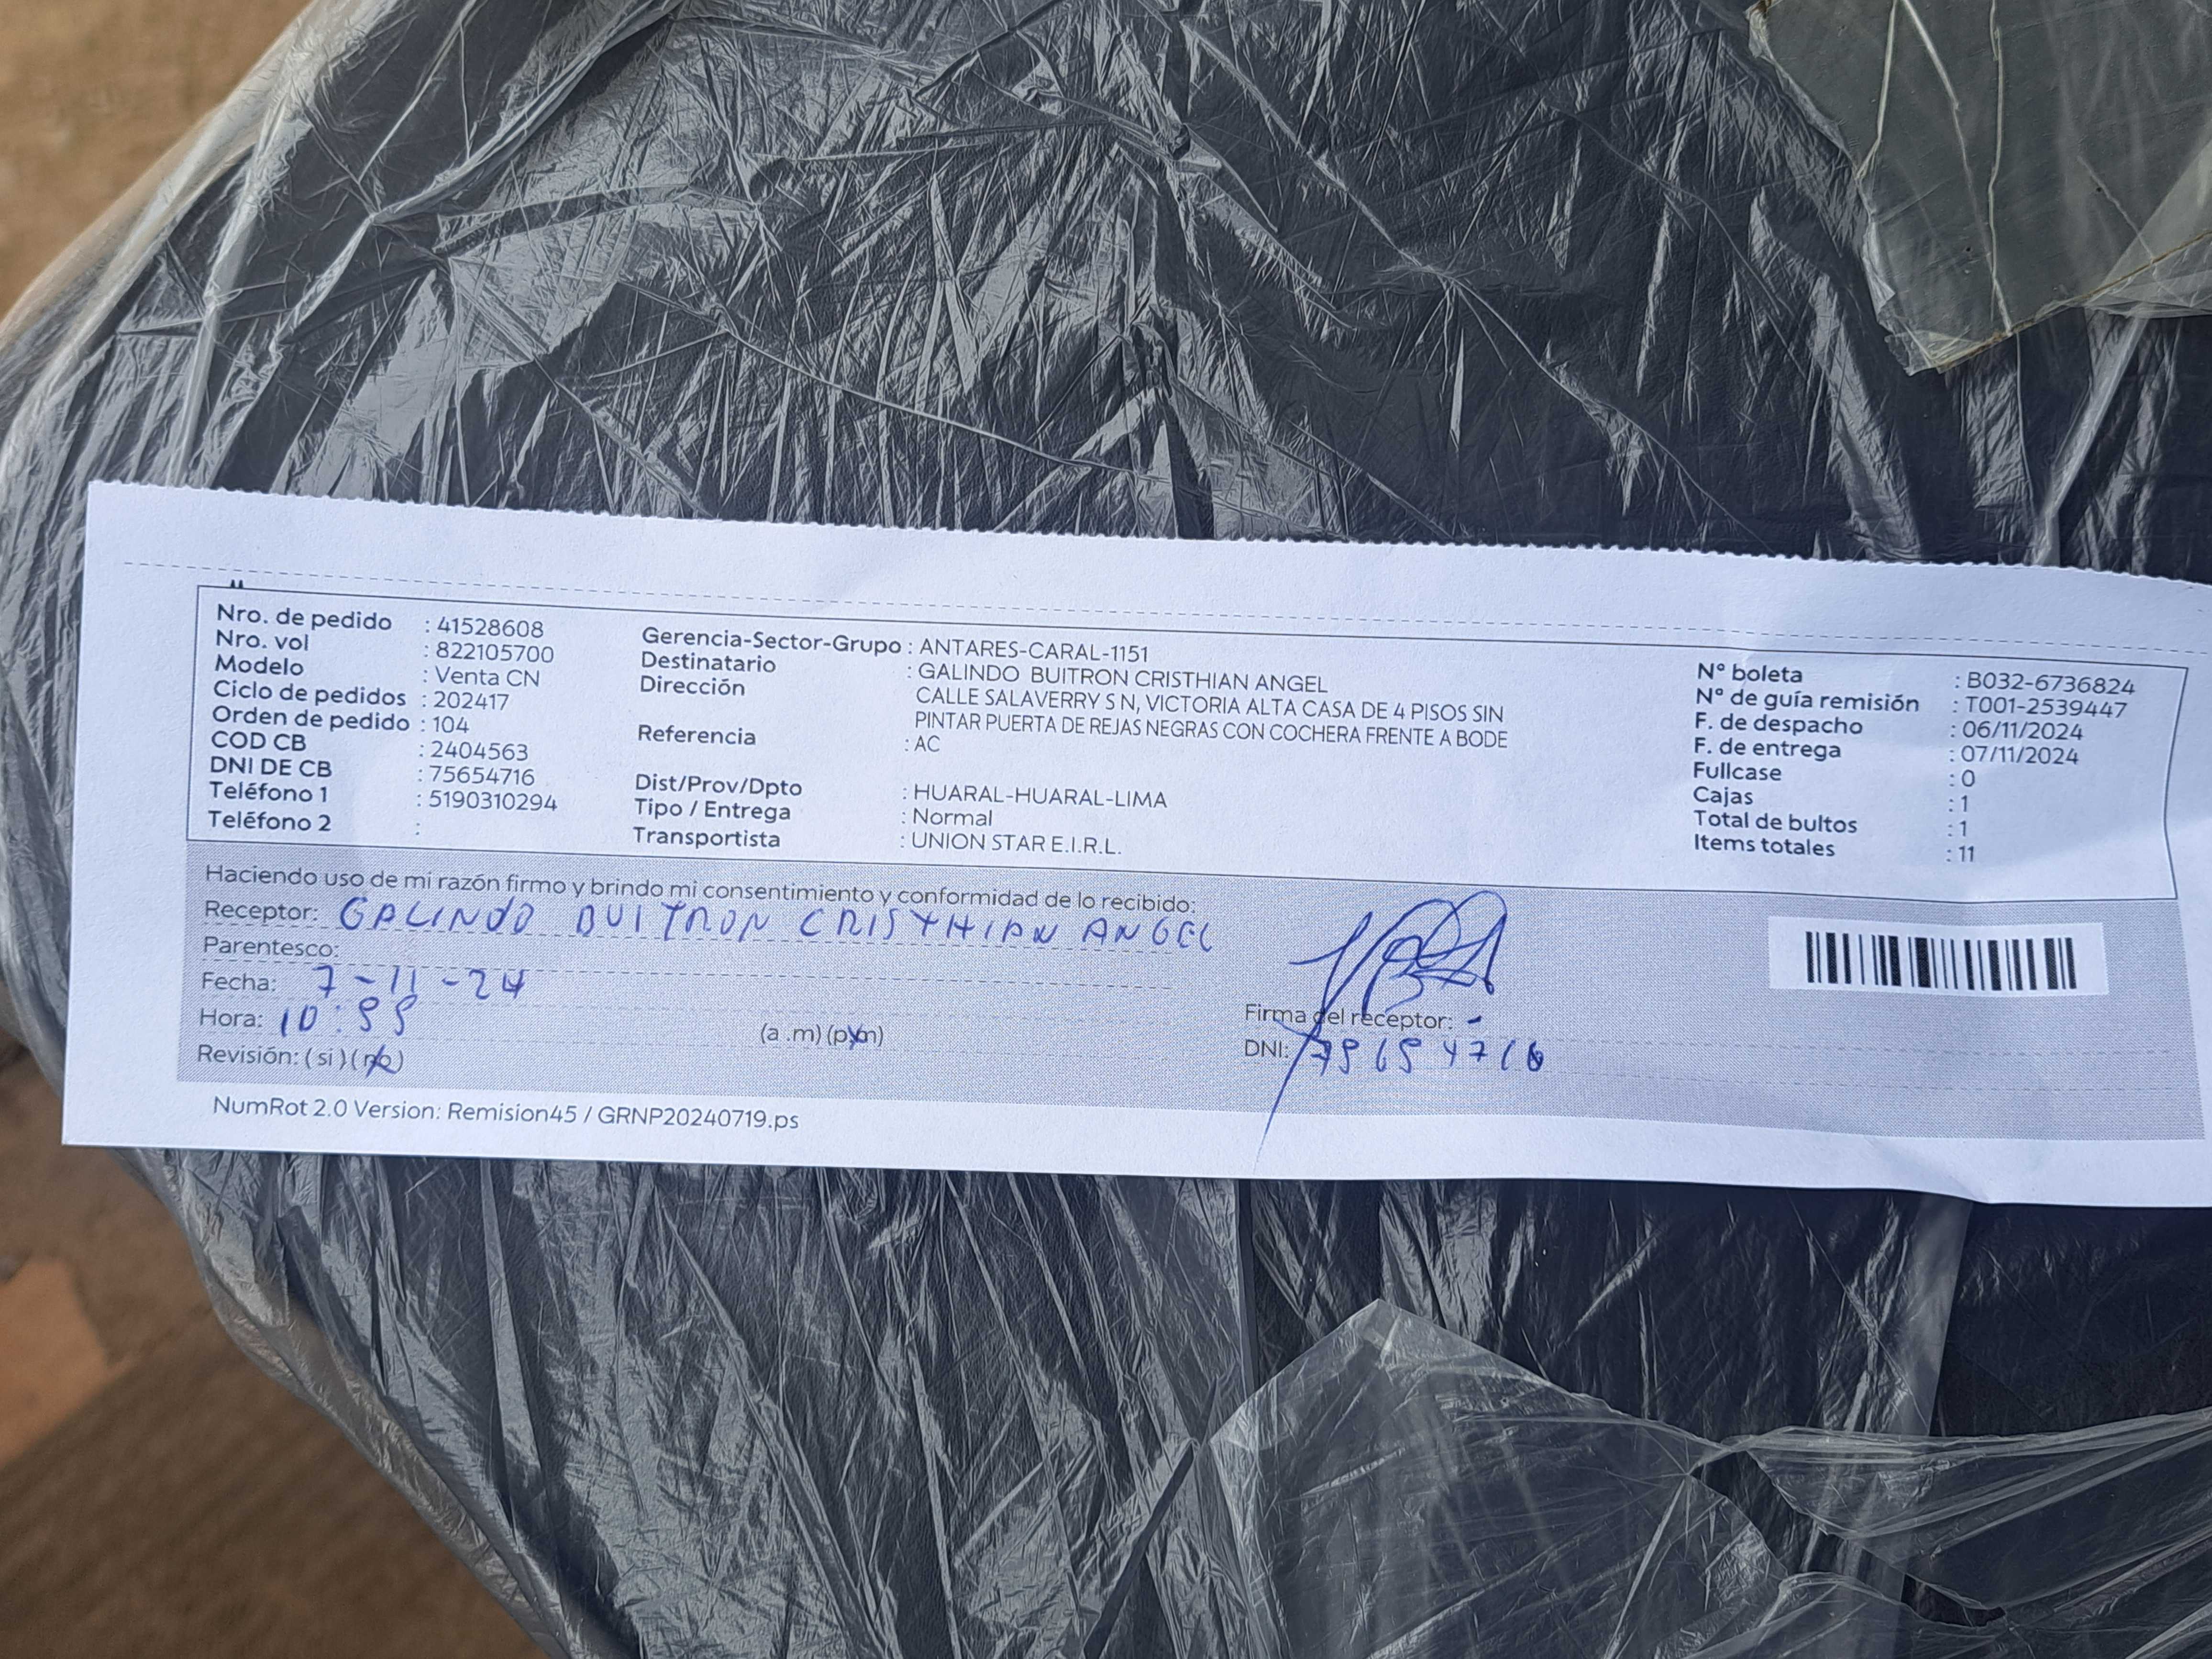 Nro. de pedido : 41528608
Nro. vol : 822105700
Modelo : Venta CN
Ciclo de pedidos : 202417
Orden de pedido : 104
COD CB : 2404563
DNI DE CB : 75654716
Teléfono 1 : 5190310294
Teléfono 2 :
Gerencia-Sector-Grupo : ANTARES-CARAL-1151
Destinatario : GALINDO BUITRON CRISTHIAN ANGEL
Dirección CALLE SALAVERRY S N, VICTORIA ALTA CASA DE 4 PISOS SIN
PINTAR PUERTA DE REJAS NEGRAS CON COCHERA FRENTE A BODE
Referencia : AC
Dist/Prov/Dpto : HUARAL-HUARAL-LIMA
Tipo / Entrega : Normal
Transportista : UNION STAR E.I.R.L.
N° boleta : B032-6736824
N° de guía remisión : T001-2539447
F. de despacho : 06/11/2024
F. de entrega : 07/11/2024
Fullcase : 0
Cajas : 1
Total de bultos : 1
Items totales : 11
Haciendo uso de mi razón firmo y brindo mi consentimiento y conformidad de lo recibido:
Receptor: GALINDO BUITRON CRISTHIAN ANGEL
Parentesco:
Fecha: 7-11-24
Hora: 10:55 (a .m) (p.m)
Revisión: (si) (no)
Firma del receptor: -
DNI: 75654716
NumRot 2.0 Version: Remision45 / GRNP20240719.ps